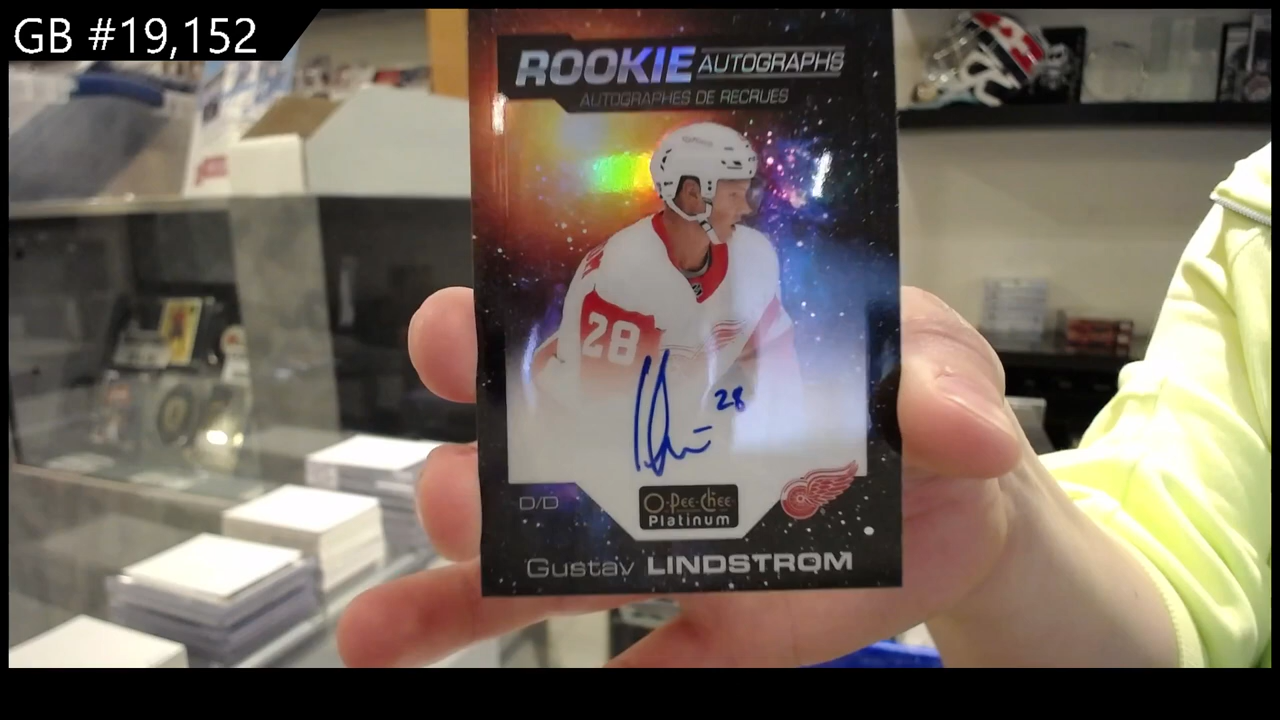 GB #19,152
ROOKIE AUTOGRAPHS
AUTOGRAPHES DE RECRUES
28
28
D/D
O-Pee-Chee
Platinum
Gustav LINDSTROM